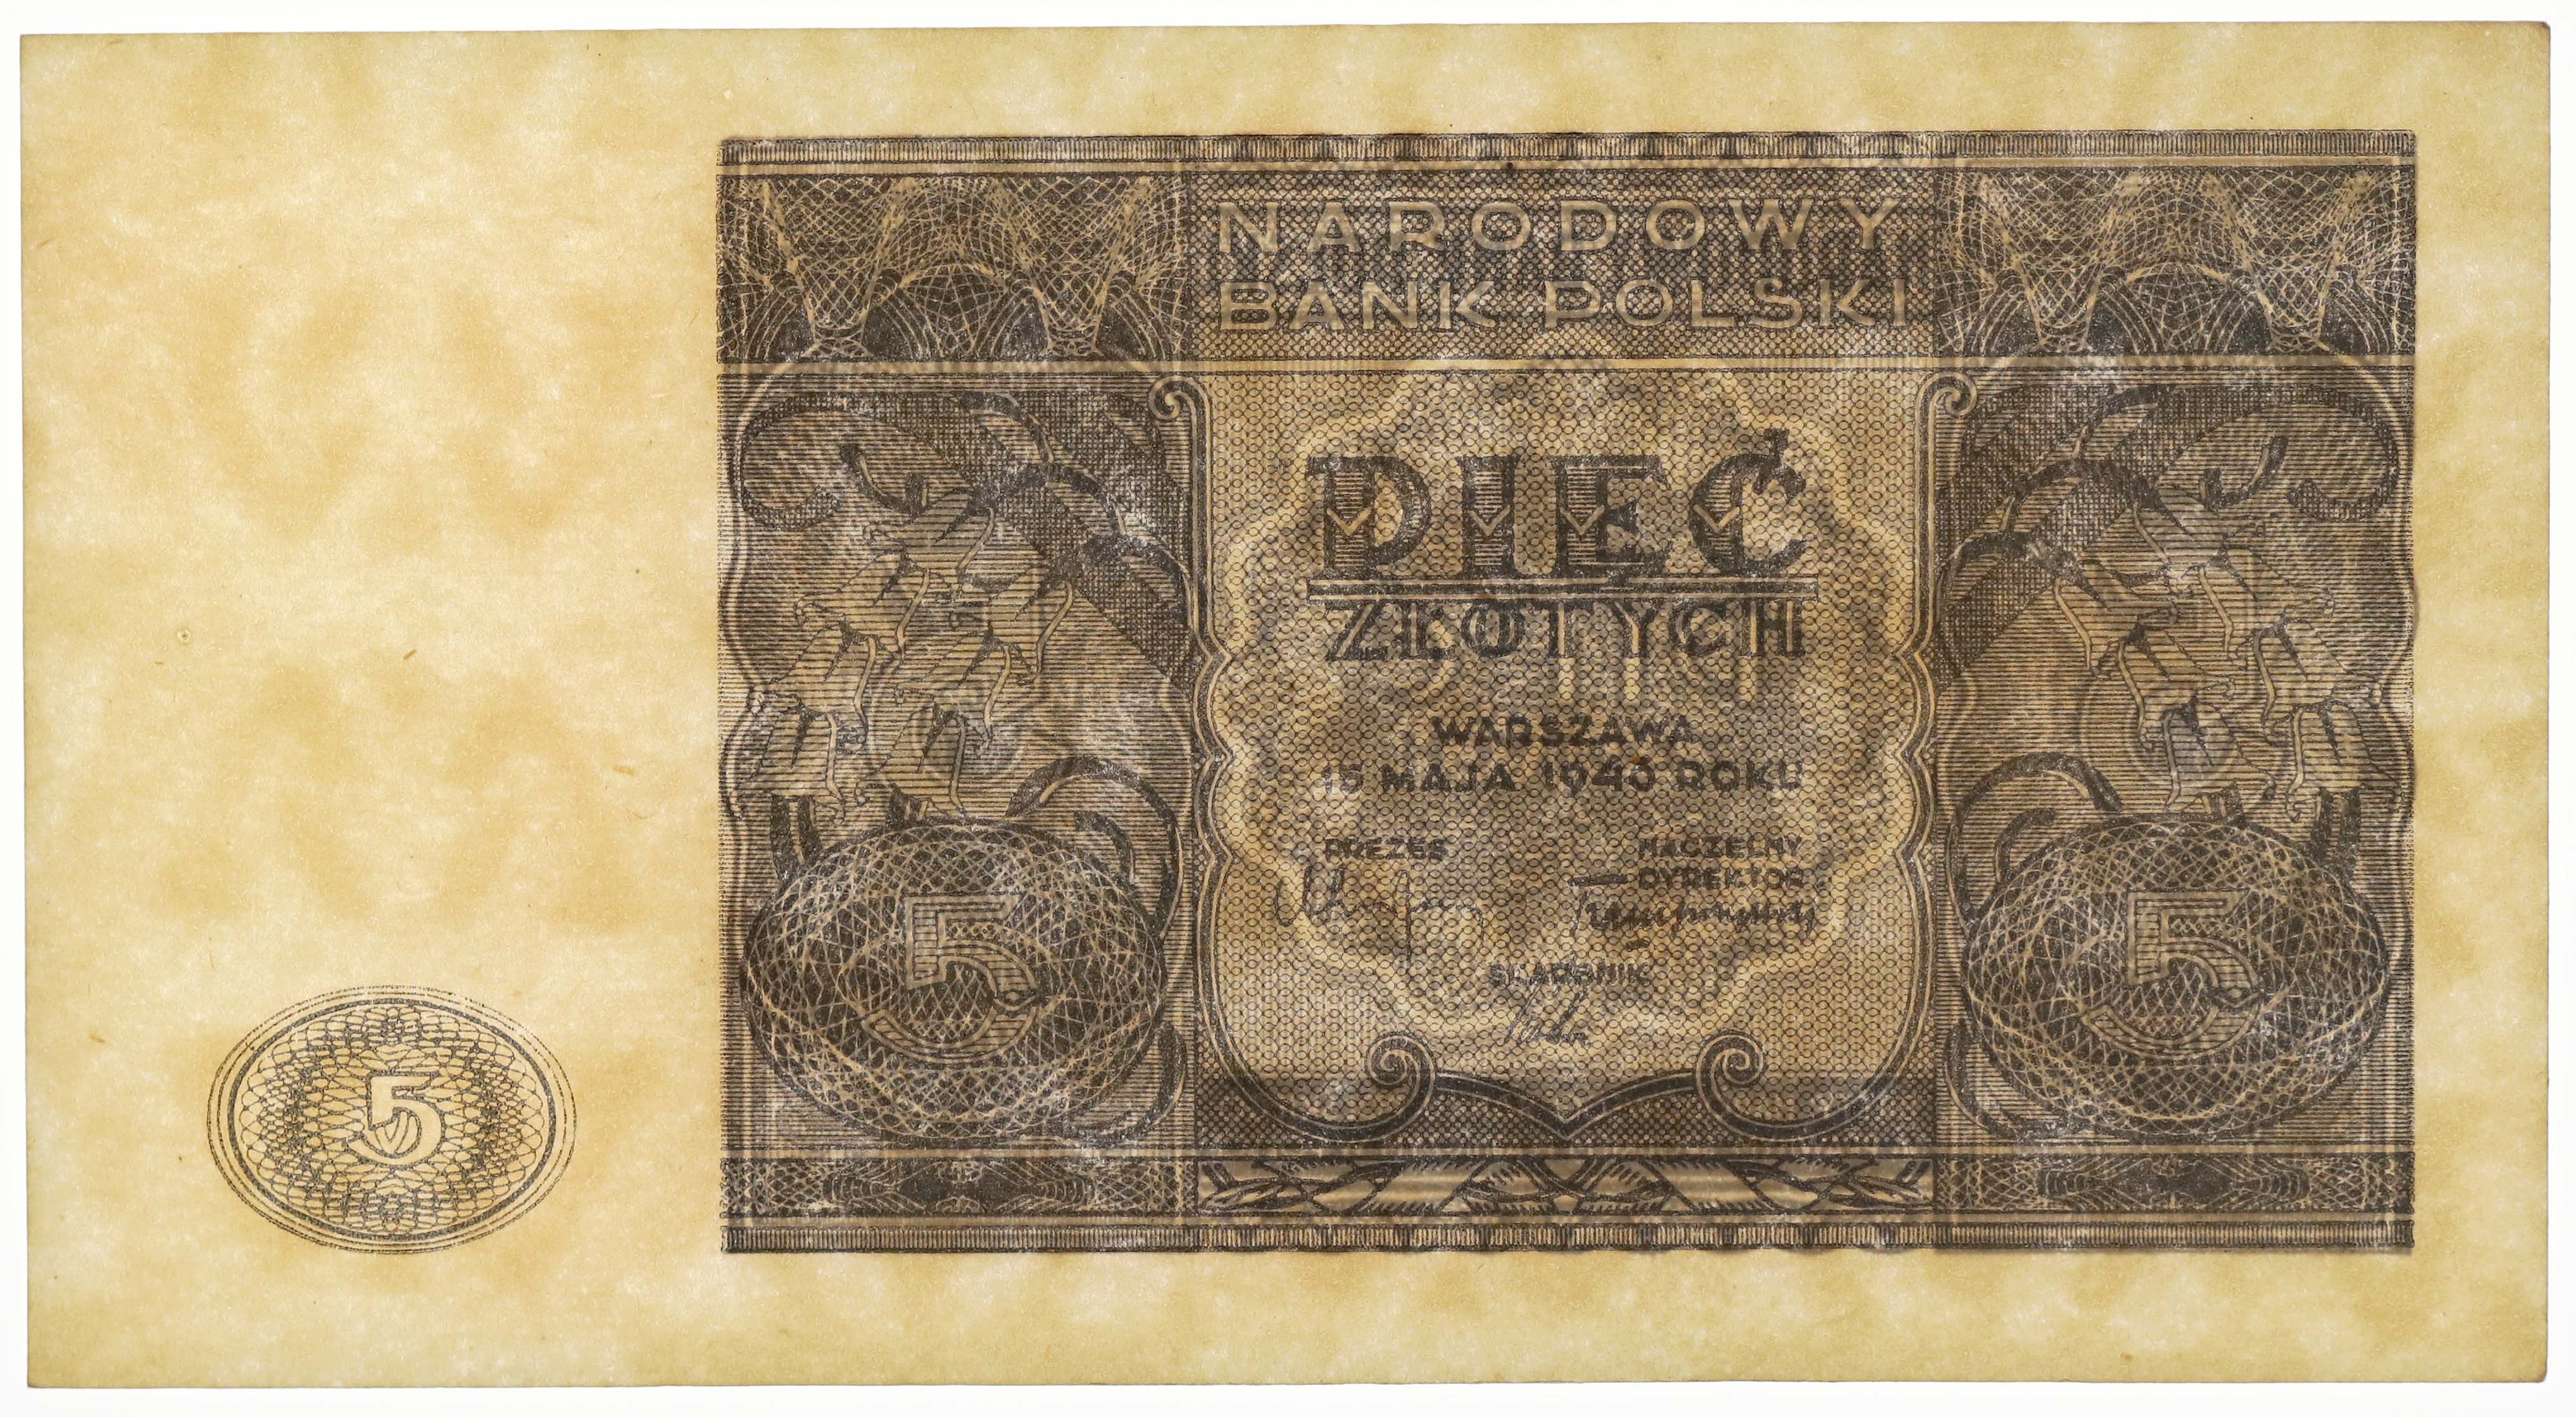 NARODOWY
BANK POLSKI
PIĘĆ
ZŁOTYCH
WARSZAWA
15 MAJA 1946 ROKU
PREZES
NACZELNY
DYREKTOR
SKARBNIK
5
5
5